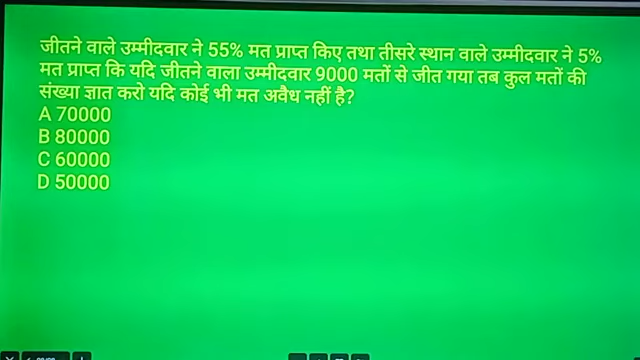 जीतने वाले उम्मीदवार ने 55% मत प्राप्त किए तथा तीसरे स्थान वाले उम्मीदवार ने 5%
मत प्राप्त कि यदि जीतने वाला उम्मीदवार 9000 मतों से जीत गया तब कुल मतों की
संख्या ज्ञात करो यदि कोई भी मत अवैध नहीं है?
A 70000
B 80000
C 60000
D 50000